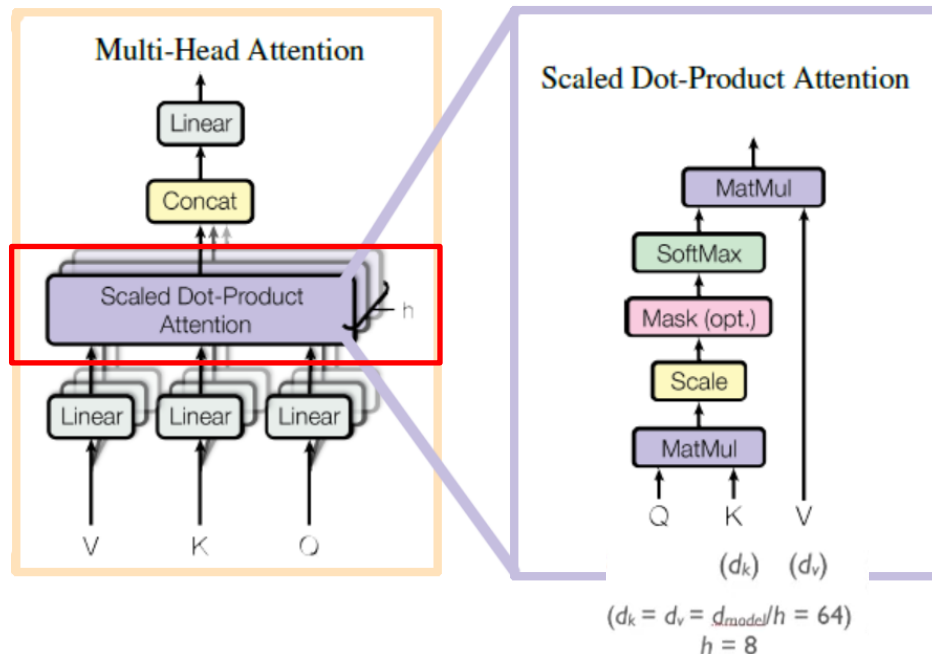 Multi-Head Attention
Linear
Concat
Scaled Dot-Product
Attention
h
Linear
Linear
Linear
V
K
Q
Scaled Dot-Product Attention
MatMul
SoftMax
Mask (opt.)
Scale
MatMul
Q
K
V
(dk)
(dv)
(dk = dv = dmodel/h = 64)
h = 8